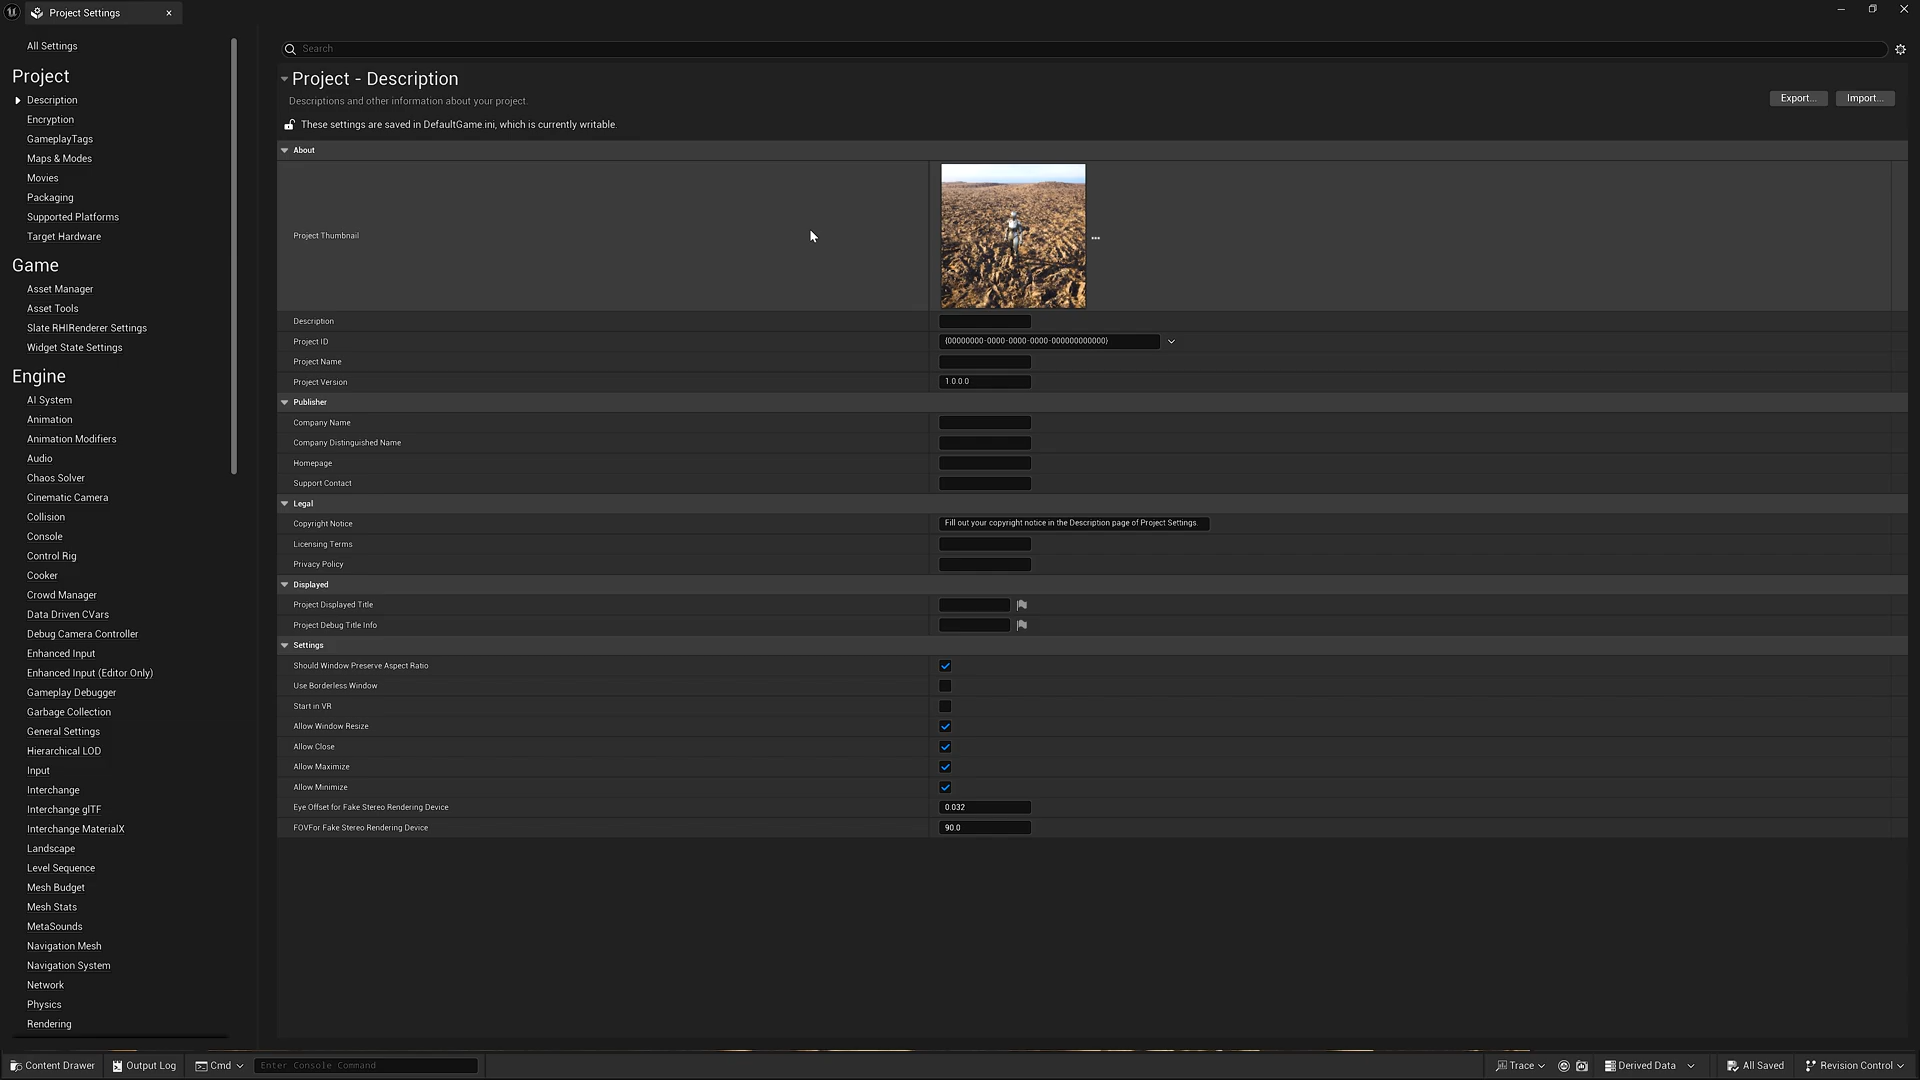 Project Settings
All Settings
Project
Description
Encryption
GameplayTags
Maps & Modes
Movies
Packaging
Supported Platforms
Target Hardware
Game
Asset Manager
Asset Tools
Slate RHIRenderer Settings
Widget State Settings
Engine
AI System
Animation
Animation Modifiers
Audio
Chaos Solver
Cinematic Camera
Collision
Console
Control Rig
Cooker
Crowd Manager
Data Driven CVars
Debug Camera Controller
Enhanced Input
Enhanced Input (Editor Only)
Gameplay Debugger
Garbage Collection
General Settings
Hierarchical LOD
Input
Interchange
Interchange glTF
Interchange MaterialX
Landscape
Level Sequence
Mesh Budget
Mesh Stats
MetaSounds
Navigation Mesh
Navigation System
Network
Physics
Rendering
Search
Project - Description
Descriptions and other information about your project.
Export...
Import...
These settings are saved in DefaultGame.ini, which is currently writable.
About
Project Thumbnail
Description
Project ID
{00000000-0000-0000-0000-000000000000}
Project Name
Project Version
1.0.0.0
Publisher
Company Name
Company Distinguished Name
Homepage
Support Contact
Legal
Copyright Notice
Fill out your copyright notice in the Description page of Project Settings.
Licensing Terms
Privacy Policy
Displayed
Project Displayed Title
Project Debug Title Info
Settings
Should Window Preserve Aspect Ratio
Use Borderless Window
Start in VR
Allow Window Resize
Allow Close
Allow Maximize
Allow Minimize
Eye Offset for Fake Stereo Rendering Device
0.032
FOVFor Fake Stereo Rendering Device
90.0
Content Drawer
Output Log
Cmd
Enter Console Command
Trace
Derived Data
All Saved
Revision Control